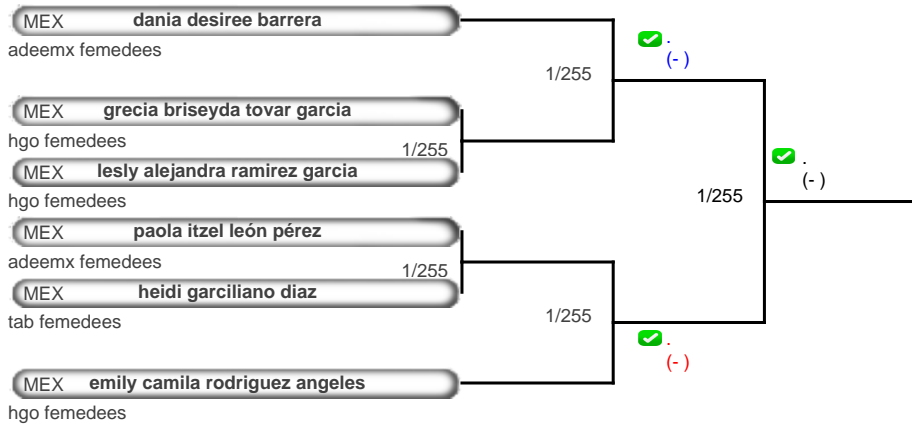 MEX dania desiree barrera
adeemx femedees
.
(- )
1/255
MEX grecia briseyda tovar garcia
hgo femedees
1/255
MEX lesly alejandra ramirez garcia
hgo femedees
.
(- )
1/255
MEX paola itzel león pérez
adeemx femedees
1/255
MEX heidi garciliano diaz
tab femedees
1/255
.
(- )
MEX emily camila rodriguez angeles
hgo femedees